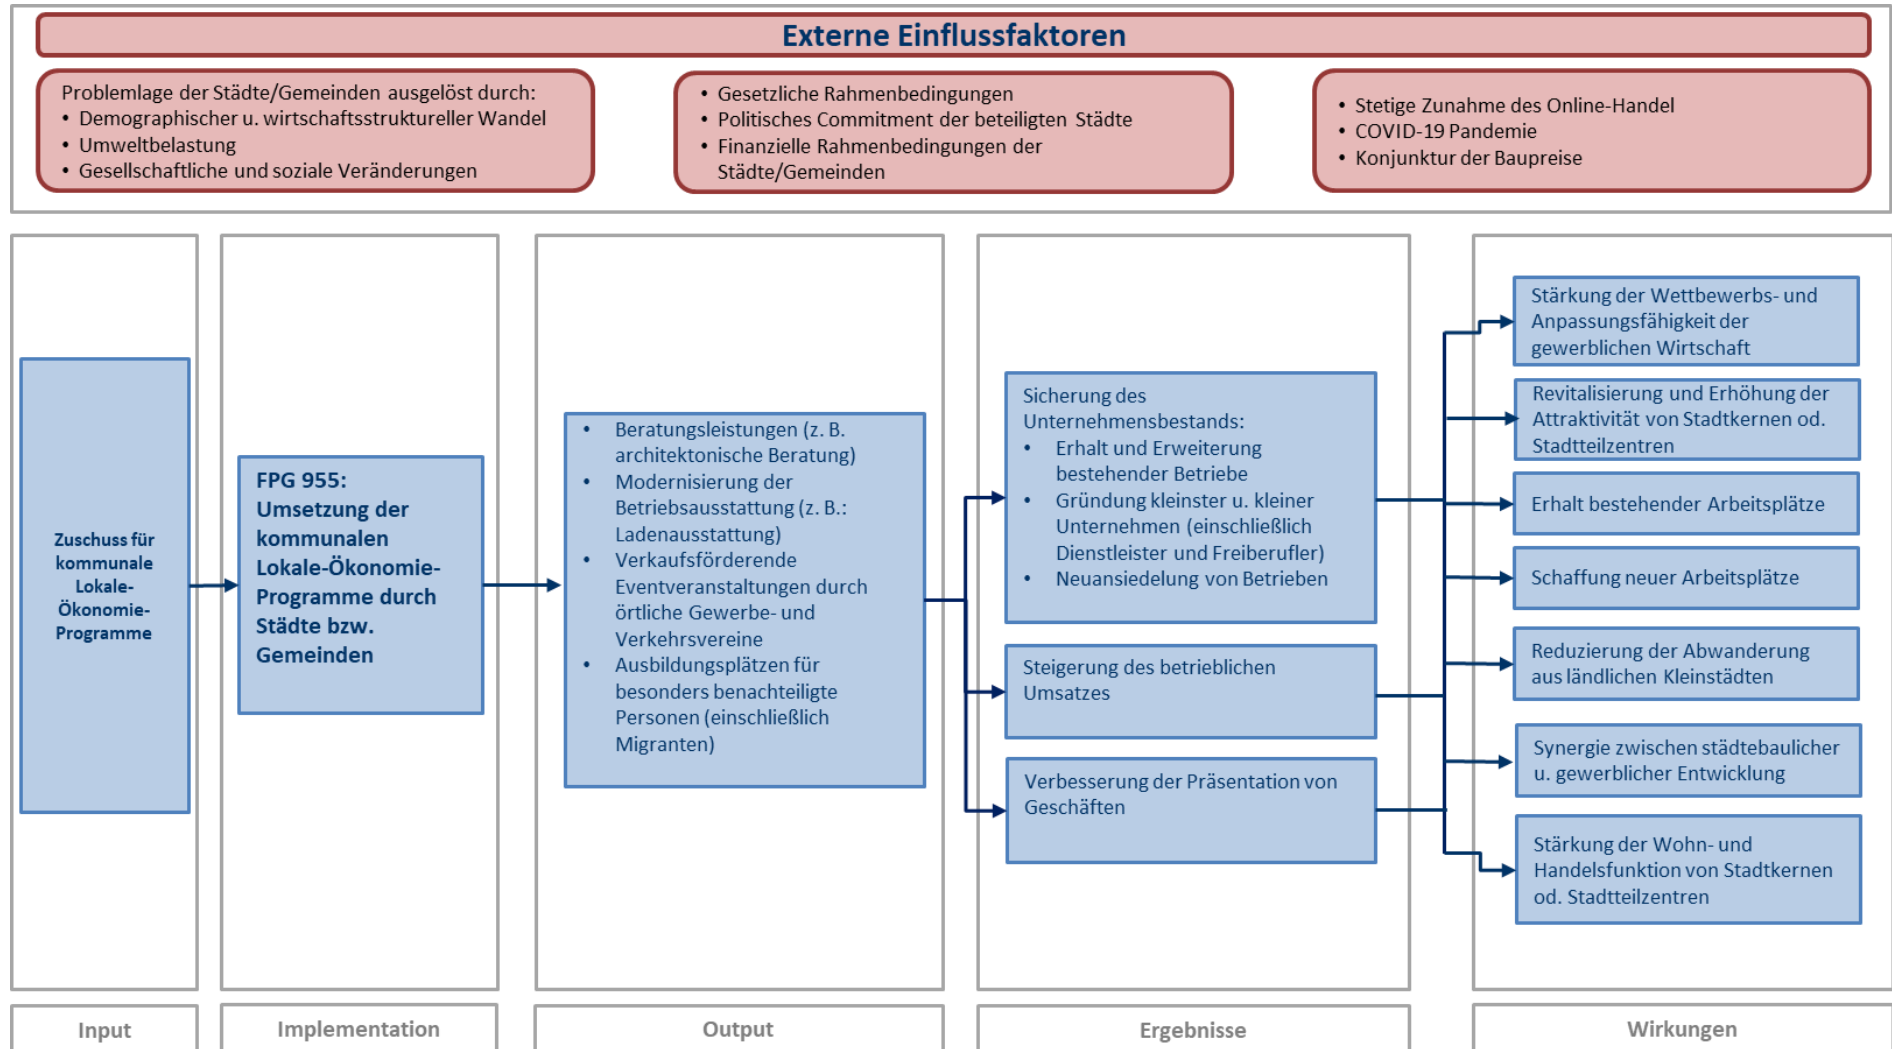 Externe Einflussfaktoren
Problemlage der Städte/Gemeinden ausgelöst durch:
• Demographischer u. wirtschaftsstruktureller Wandel
• Umweltbelastung
• Gesellschaftliche und soziale Veränderungen
• Gesetzliche Rahmenbedingungen
• Politisches Commitment der beteiligten Städte
• Finanzielle Rahmenbedingungen der
Städte/Gemeinden
• Stetige Zunahme des Online-Handel
• COVID-19 Pandemie
• Konjunktur der Baupreise
Zuschuss für
kommunale
Lokale-
Ökonomie-
Programme
FPG 955:
Umsetzung der
kommunalen
Lokale-Ökonomie-
Programme durch
Städte bzw.
Gemeinden
• Beratungsleistungen (z. B.
architektonische Beratung)
• Modernisierung der
Betriebsausstattung (z. B.:
Ladenausstattung)
• Verkaufsfördernde
Eventveranstaltungen durch
örtliche Gewerbe- und
Verkehrsvereine
• Ausbildungsplätzen für
besonders benachteiligte
Personen (einschließlich
Migranten)
Sicherung des
Unternehmensbestands:
• Erhalt und Erweiterung
bestehender Betriebe
• Gründung kleinster u. kleiner
Unternehmen (einschließlich
Dienstleister und Freiberufler)
• Neuansiedelung von Betrieben
Steigerung des betrieblichen
Umsatzes
Verbesserung der Präsentation von
Geschäften
Stärkung der Wettbewerbs- und
Anpassungsfähigkeit der
gewerblichen Wirtschaft
Revitalisierung und Erhöhung der
Attraktivität von Stadtkernen od.
Stadtteilzentren
Erhalt bestehender Arbeitsplätze
Schaffung neuer Arbeitsplätze
Reduzierung der Abwanderung
aus ländlichen Kleinstädten
Synergie zwischen städtebaulicher
u. gewerblicher Entwicklung
Stärkung der Wohn- und
Handelsfunktion von Stadtkernen
od. Stadtteilzentren
Input
Implementation
Output
Ergebnisse
Wirkungen